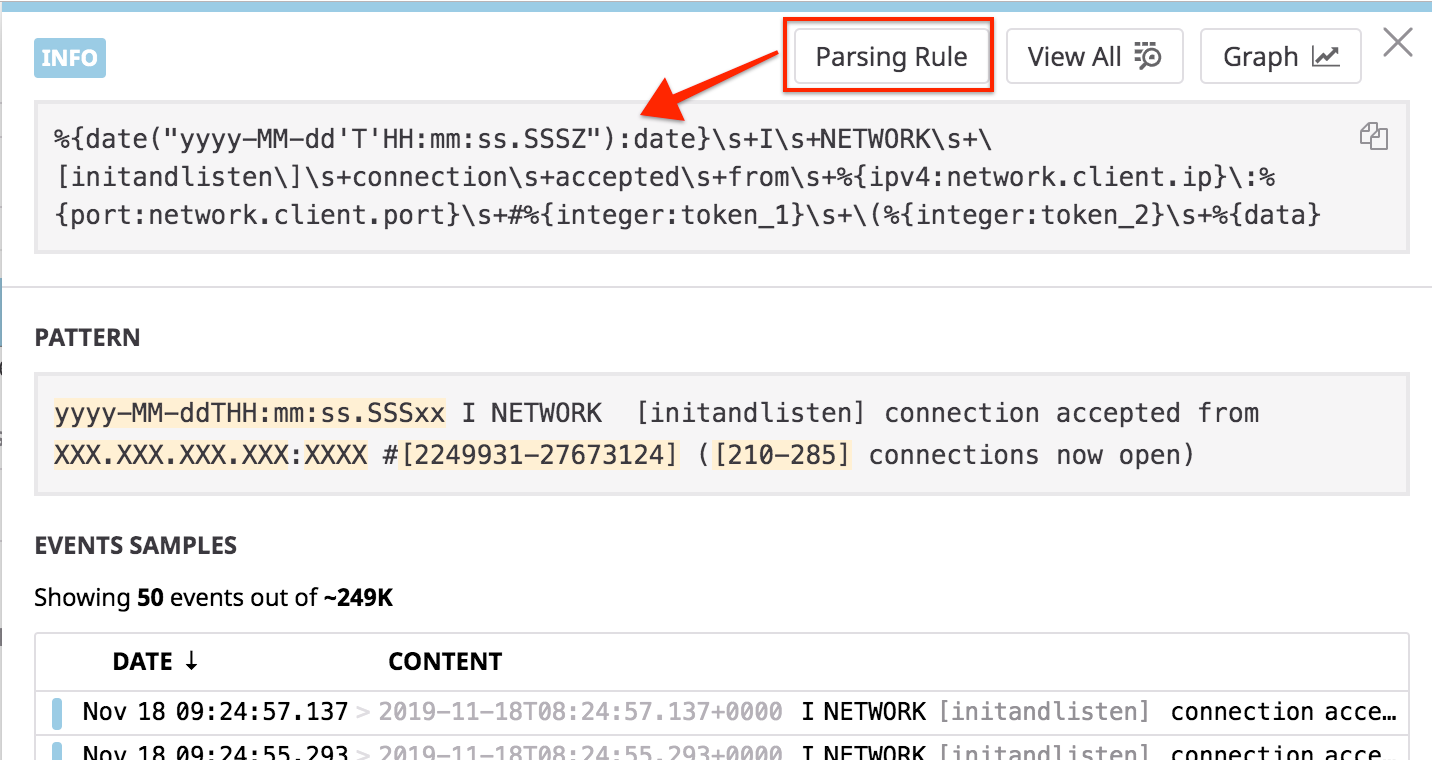 INFO
Parsing Rule
View All
Graph
%{date("yyyy-MM-dd'T'HH:mm:ss.SSSZ"):date}\s+I\s+NETWORK\s+\
[initandlisten\]\s+connection\s+accepted\s+from\s+%{ipv4:network.client.ip}\:%
{port:network.client.port}\s+#%{integer:token_1}\s+\(%{integer:token_2}\s+%{data}
PATTERN
yyyy-MM-ddTHH:mm:ss.SSSxx I NETWORK  [initandlisten] connection accepted from
XXX.XXX.XXX.XXX:XXXX #[2249931-27673124] ([210-285] connections now open)
EVENTS SAMPLES
Showing 50 events out of ~249K
DATE ↓ CONTENT
Nov 18 09:24:57.137 > 2019-11-18T08:24:57.137+0000 I NETWORK [initandlisten] connection acce…
Nov 18 09:24:55.293 > 2019-11-18T08:24:55.293+0000 I NETWORK [initandlisten] connection acce…